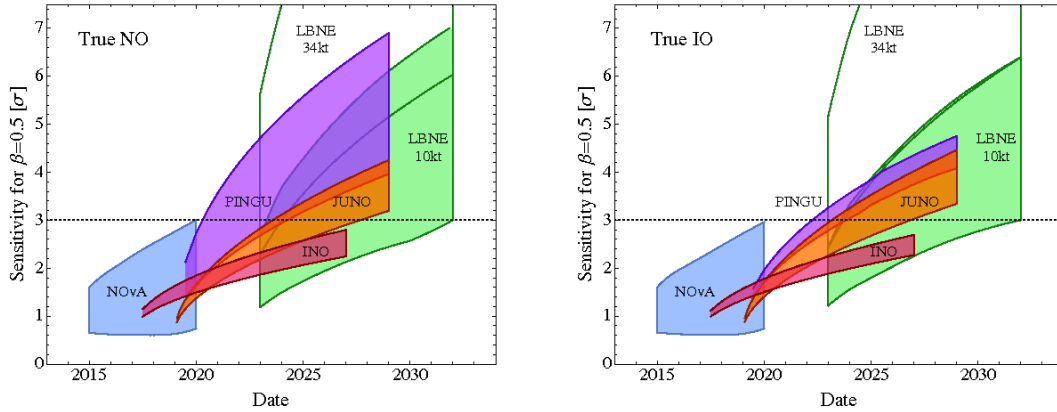 True NO
LBNE
34kt
LBNE
10kt
PINGU
JUNO
INO
NOνA
7
6
5
4
3
2
1
0
2015
2020
2025
2030
Date
Sensitivity for β=0.5 [σ]
True IO
LBNE
34kt
LBNE
10kt
PINGU
JUNO
INO
NOνA
7
6
5
4
3
2
1
0
2015
2020
2025
2030
Date
Sensitivity for β=0.5 [σ]